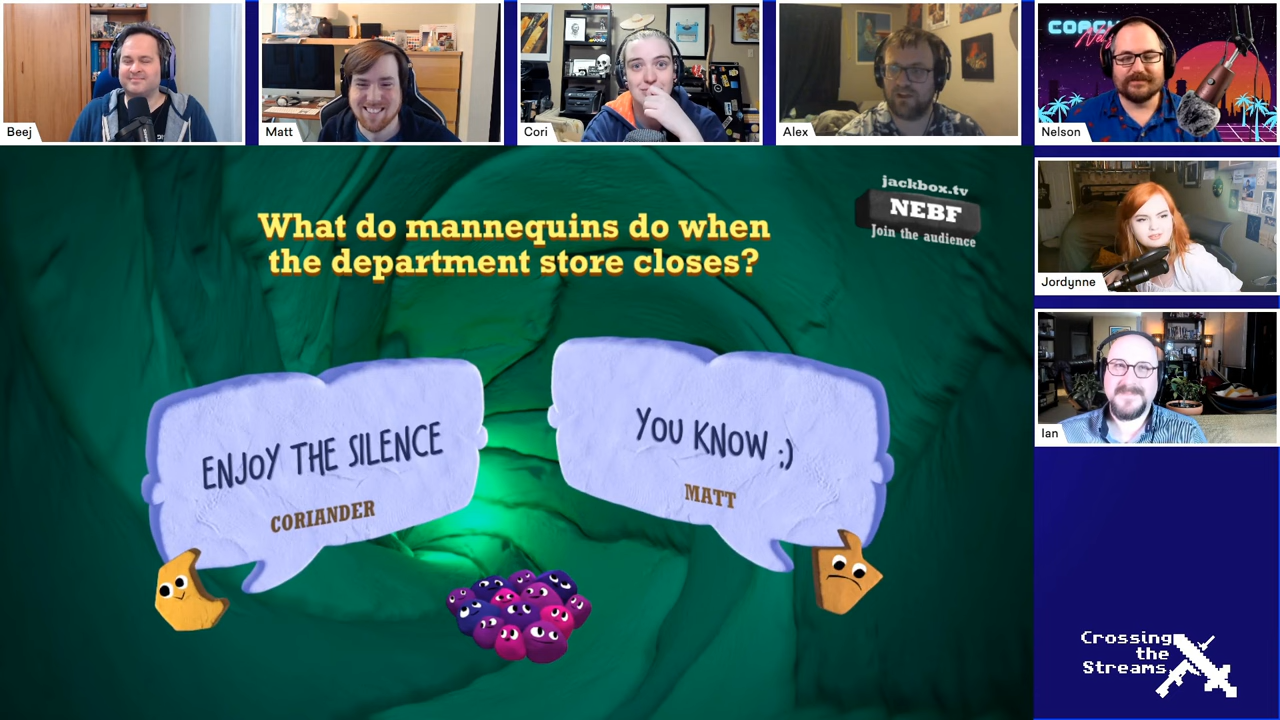 Beej
Matt
Cori
Alex
Nelson
jackbox.tv
NEBF
Join the audience
What do mannequins do when
the department store closes?
Jordynne
ENJOY THE SILENCE
CORIANDER
YOU KNOW ;)
MATT
Ian
Crossing
the
Streams